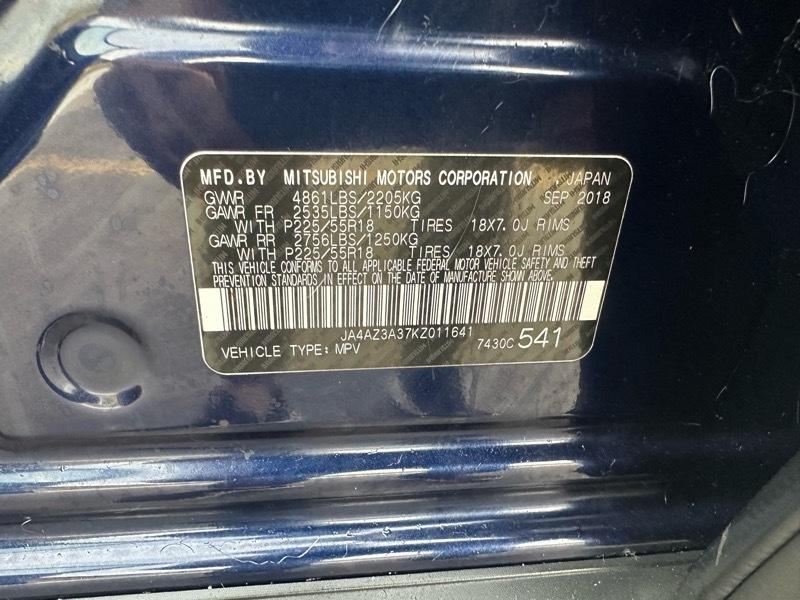 MFD.BY MITSUBISHI MOTORS CORPORATION JAPAN
GVWR 4861LBS/2205KG SEP 2018
GAWR FR 2535LBS/1150KG
WITH P225/55R18 TIRES 18X7.0J RIMS
GAWR RR 2756LBS/1250KG
WITH P225/55R18 TIRES 18X7.0J RIMS
THIS VEHICLE CONFORMS TO ALL APPLICABLE FEDERAL MOTOR VEHICLE SAFETY AND THEFT
PREVENTION STANDARDS IN EFFECT ON THE DATE OF MANUFACTURE SHOWN ABOVE.
JA4AZ3A37KZ011641
VEHICLE TYPE: MPV 7430C 541